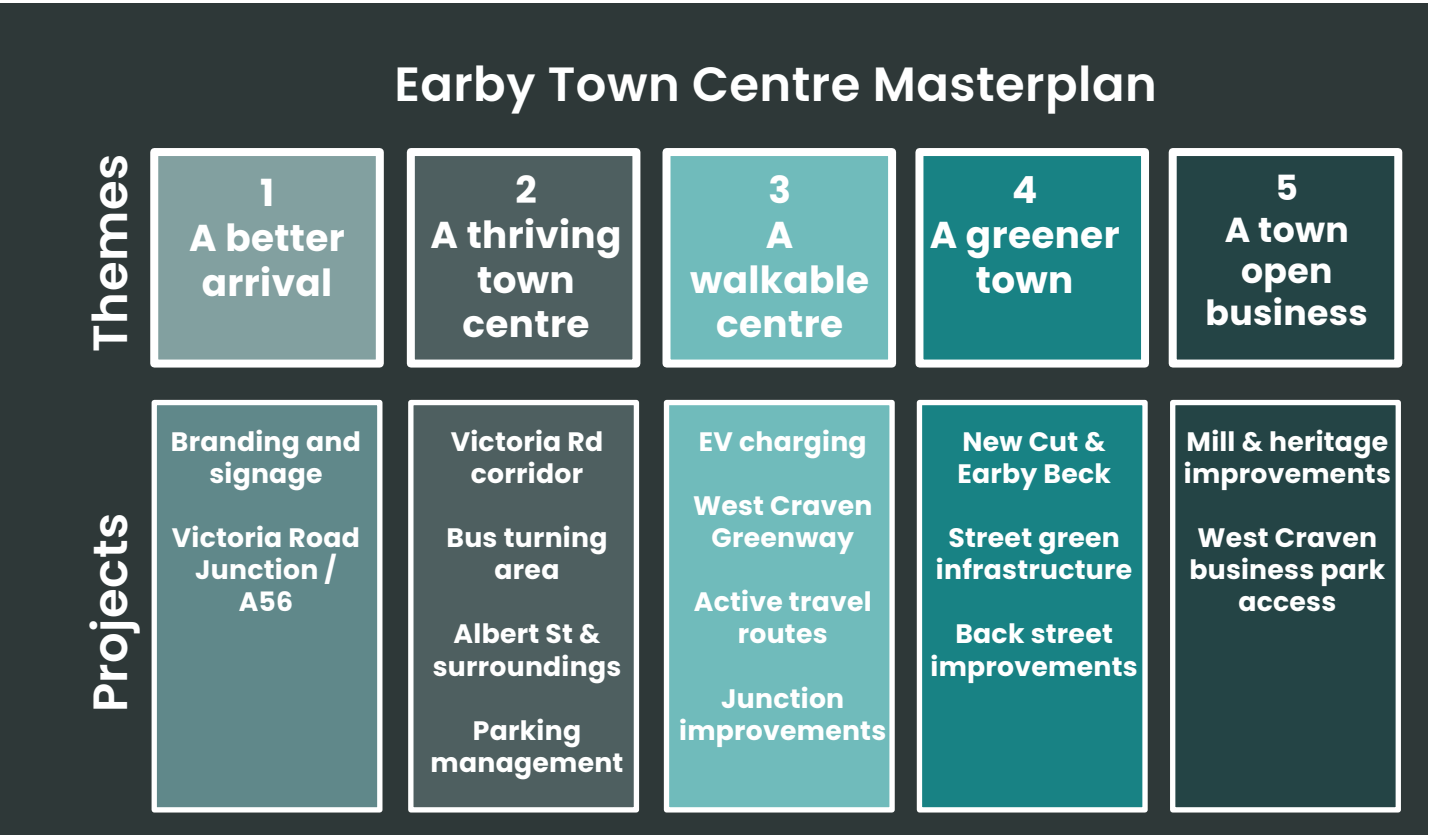 Earby Town Centre Masterplan
Themes
1
A better
arrival
2
A thriving
town
centre
3
A
walkable
centre
4
A greener
town
5
A town
open
business
Projects
Branding and
signage
Victoria Road
Junction /
A56
Victoria Rd
corridor
Bus turning
area
Albert St &
surroundings
Parking
management
EV charging
West Craven
Greenway
Active travel
routes
Junction
improvements
New Cut &
Earby Beck
Street green
infrastructure
Back street
improvements
Mill & heritage
improvements
West Craven
business park
access